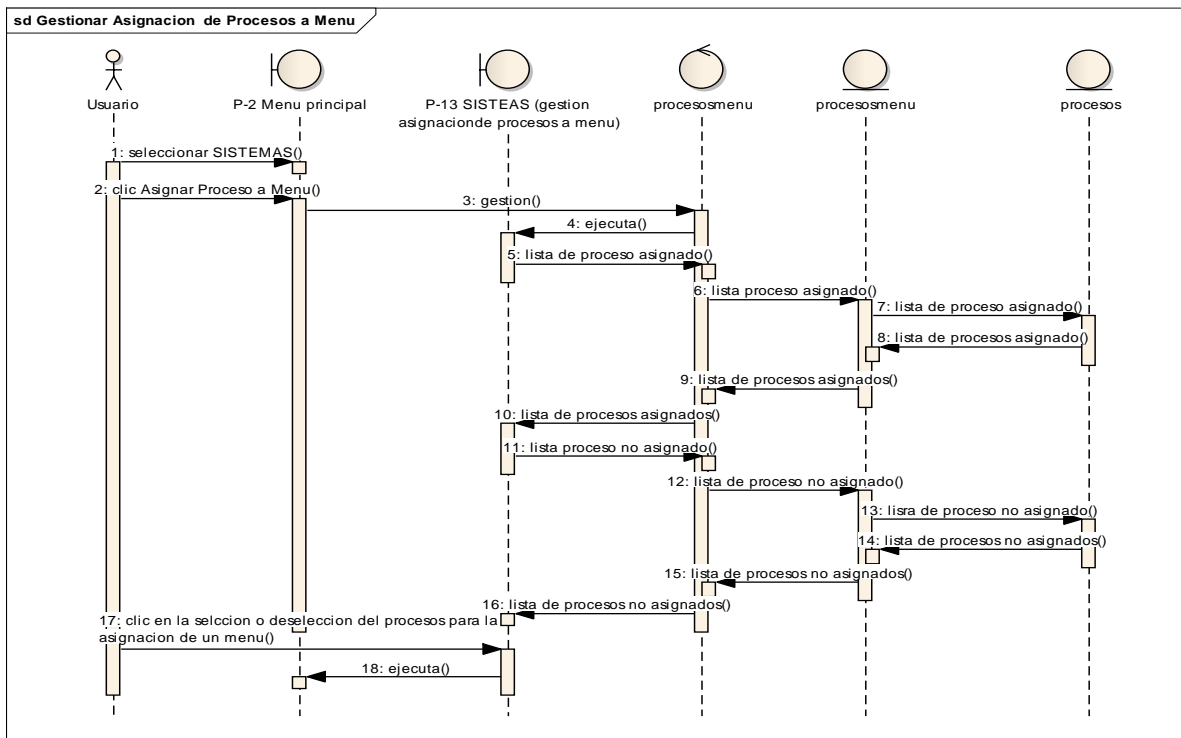 sd Gestionar Asignacion  de Procesos a Menu
Usuario
P-2 Menu principal
P-13 SISTEAS (gestion
asignacionde procesos a menu)
procesosmenu
procesosmenu
procesos
1: seleccionar SISTEMAS()
2: clic Asignar Proceso a Menu()
3: gestion()
4: ejecuta()
5: lista de proceso asignado()
6: lista proceso asignado()
7: lista de proceso asignado()
8: lista de procesos asignado()
9: lista de procesos asignados()
10: lista de procesos asignados()
11: lista proceso no asignado()
12: lista de proceso no asignado()
13: lisra de proceso no asignado()
14: lista de procesos no asignados()
15: lista de procesos no asignados()
16: lista de procesos no asignados()
17: clic en la selccion o deseleccion del procesos para la
asignacion de un menu()
18: ejecuta()